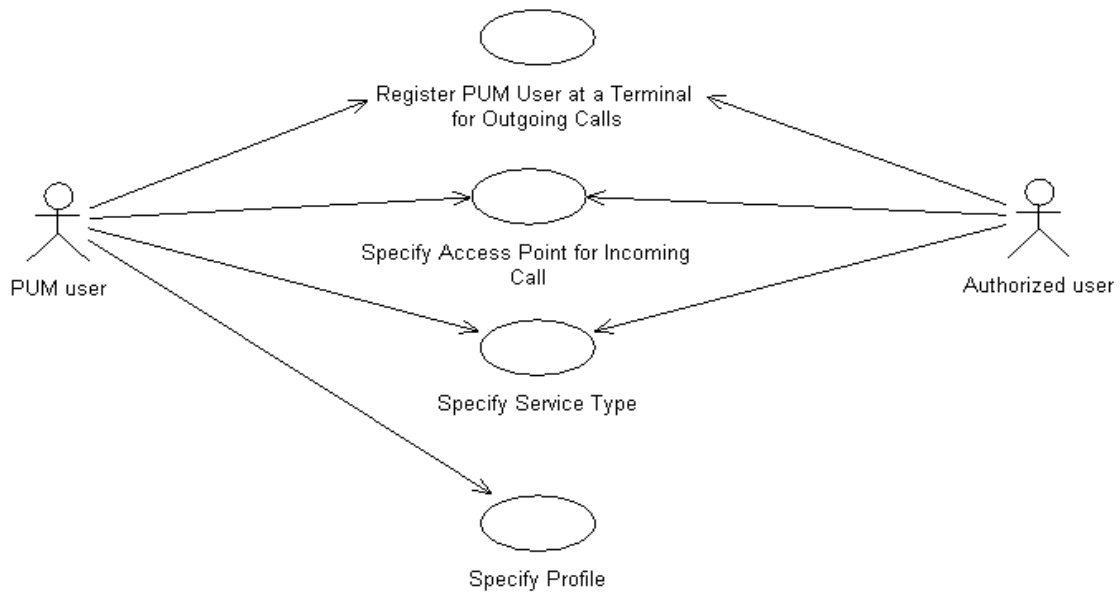 Register PUM User at a Terminal
for Outgoing Calls
Specify Access Point for Incoming
Call
PUM user
Authorized user
Specify Service Type
Specify Profile